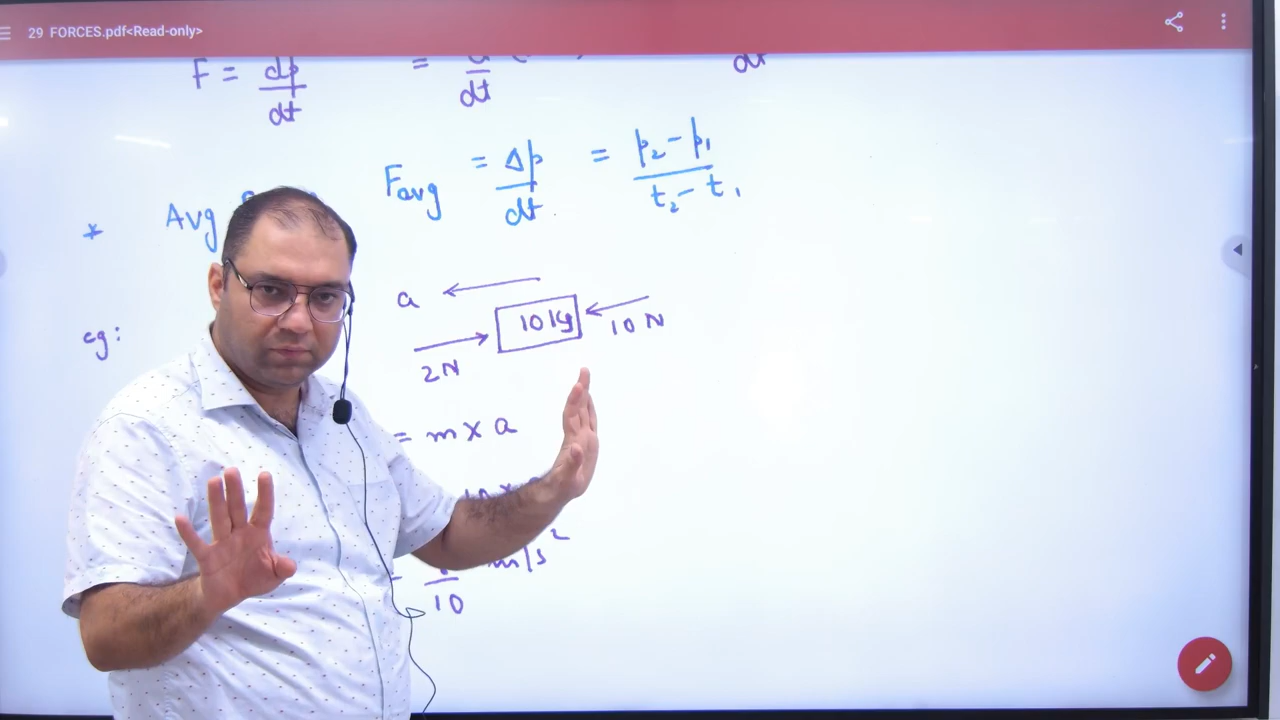 29 FORCES.pdf<Read-only>
F = dp/dt = d/dt
dt
* Avg
Favg = Δp/dt = p₂ - p₁/t₂ - t₁
a
eg: 10 Kg 10 N
2N
= m x a
10 m/s²